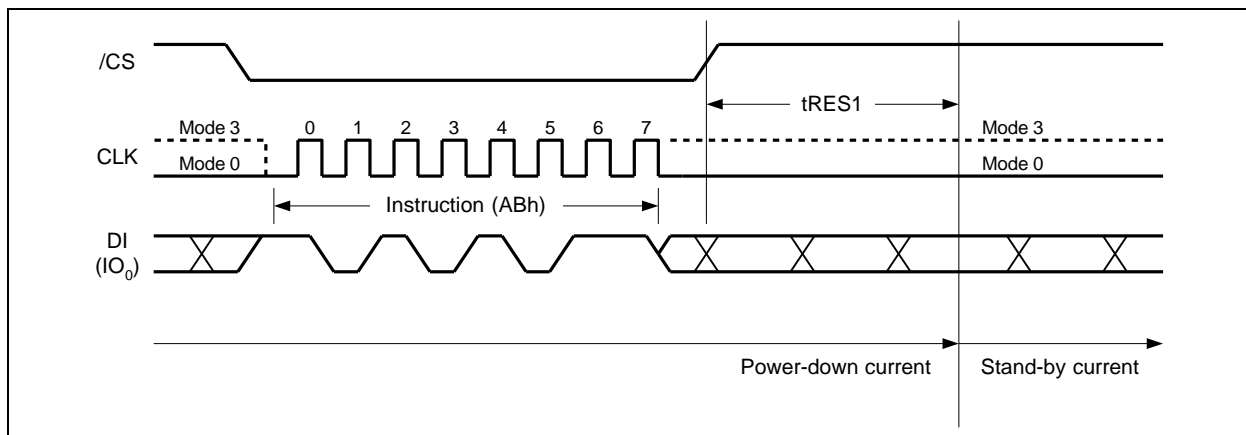 /CS
tRES1
Mode 3
0 1 2 3 4 5 6 7
Mode 3
CLK
Mode 0
Mode 0
Instruction (ABh)
DI
(IO₀)
Power-down current
Stand-by current